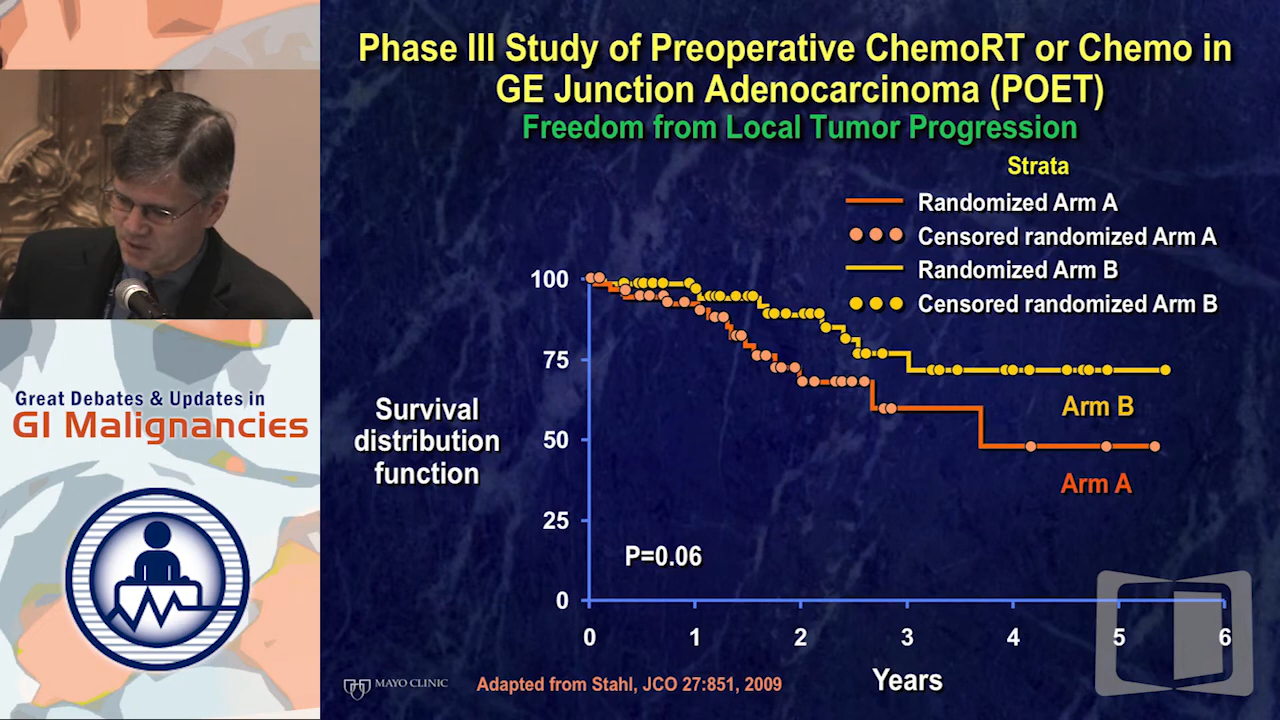 Phase III Study of Preoperative ChemoRT or Chemo in
GE Junction Adenocarcinoma (POET)
Freedom from Local Tumor Progression
Strata
Randomized Arm A
Censored randomized Arm A
Randomized Arm B
Censored randomized Arm B
100
75
50
25
0
Survival
distribution
function
Arm B
Arm A
P=0.06
0 1 2 3 4 5 6
Years
MAYO CLINIC
Adapted from Stahl, JCO 27:851, 2009
Great Debates & Updates in
GI Malignancies